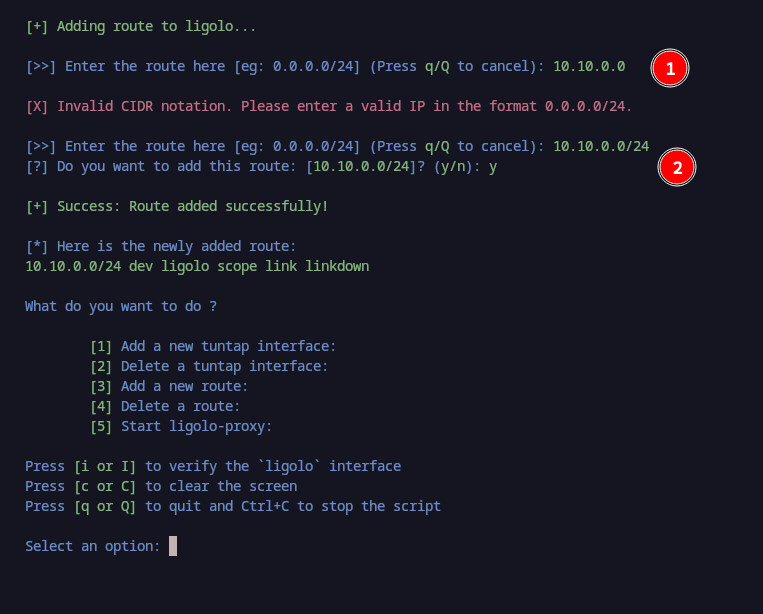 [+] Adding route to ligolo...
[>>] Enter the route here [eg: 0.0.0.0/24] (Press q/Q to cancel): 10.10.0.0
1
[X] Invalid CIDR notation. Please enter a valid IP in the format 0.0.0.0/24.
[>>] Enter the route here [eg: 0.0.0.0/24] (Press q/Q to cancel): 10.10.0.0/24
[?] Do you want to add this route: [10.10.0.0/24]? (y/n): y
2
[+] Success: Route added successfully!
[*] Here is the newly added route:
10.10.0.0/24 dev ligolo scope link linkdown
What do you want to do ?
[1] Add a new tuntap interface:
[2] Delete a tuntap interface:
[3] Add a new route:
[4] Delete a route:
[5] Start ligolo-proxy:
Press [i or I] to verify the `ligolo` interface
Press [c or C] to clear the screen
Press [q or Q] to quit and Ctrl+C to stop the script
Select an option: